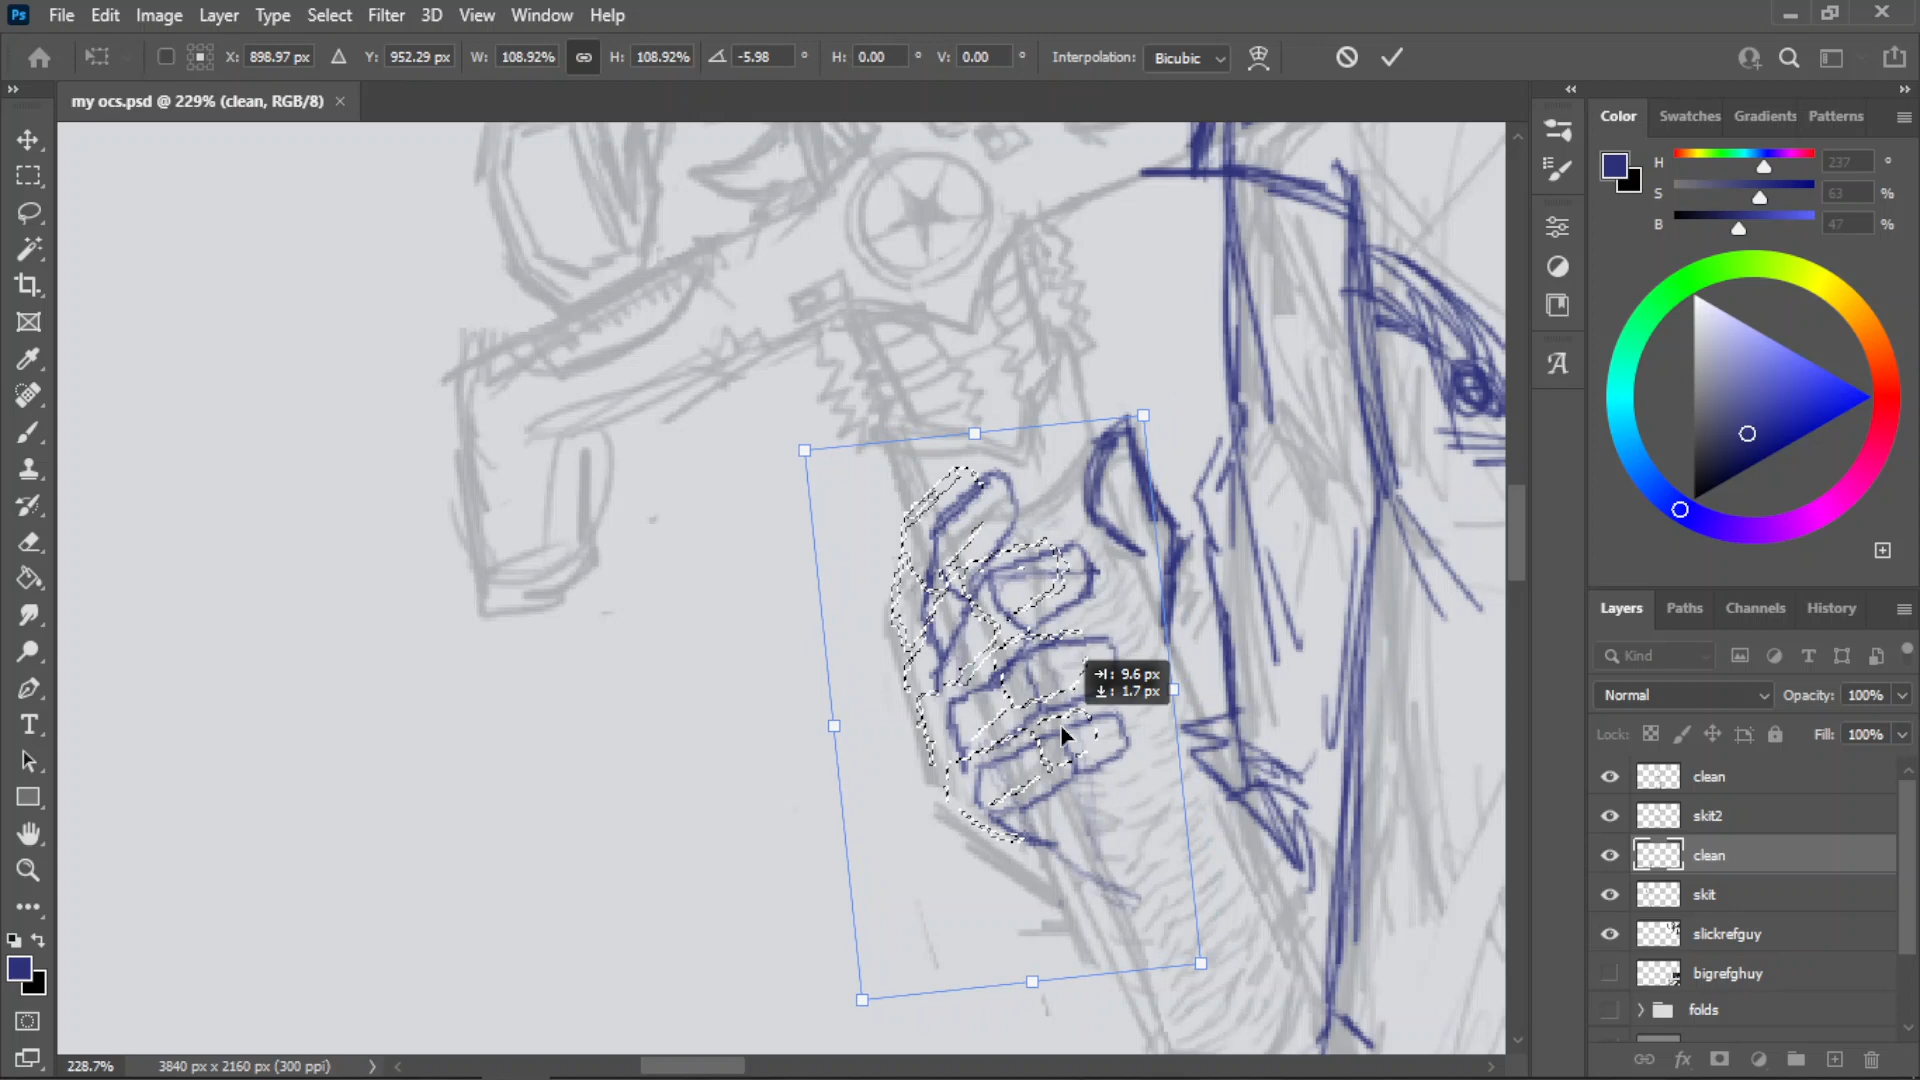 Ps File Edit Image Layer Type Select Filter 3D View Window Help
X: 898.97 px Y: 952.29 px W: 108.92% H: 108.92% -5.98 ° H: 0.00 ° V: 0.00 ° Interpolation: Bicubic
my ocs.psd @ 229% (clean, RGB/8) ×
Color Swatches Gradients Patterns
H 237 °
S 63 %
B 47 %
9.6 px
1.7 px
Layers Paths Channels History
Kind
Normal Opacity: 100%
Lock: Fill: 100%
clean
skit2
clean
skit
slickrefguy
bigrefghuy
folds
228.7% 3840 px x 2160 px (300 ppi)
fx